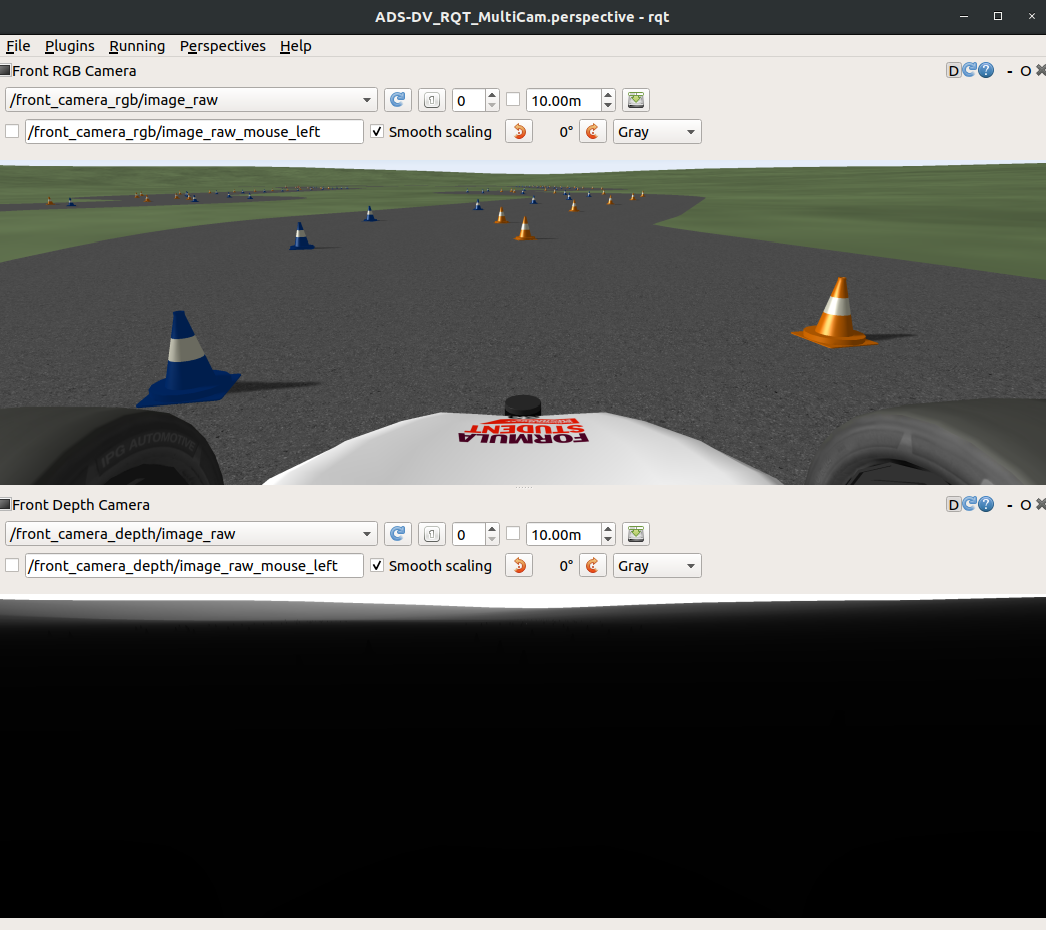 ADS-DV_RQT_MultiCam.perspective - rqt
File Plugins Running Perspectives Help
Front RGB Camera
D
- O
/front_camera_rgb/image_raw
0
10.00m
/front_camera_rgb/image_raw_mouse_left
Smooth scaling
0°
Gray
IPG AUTOMOTIVE
STUDENT
FORMULA
Front Depth Camera
D
- O
/front_camera_depth/image_raw
0
10.00m
/front_camera_depth/image_raw_mouse_left
Smooth scaling
0°
Gray